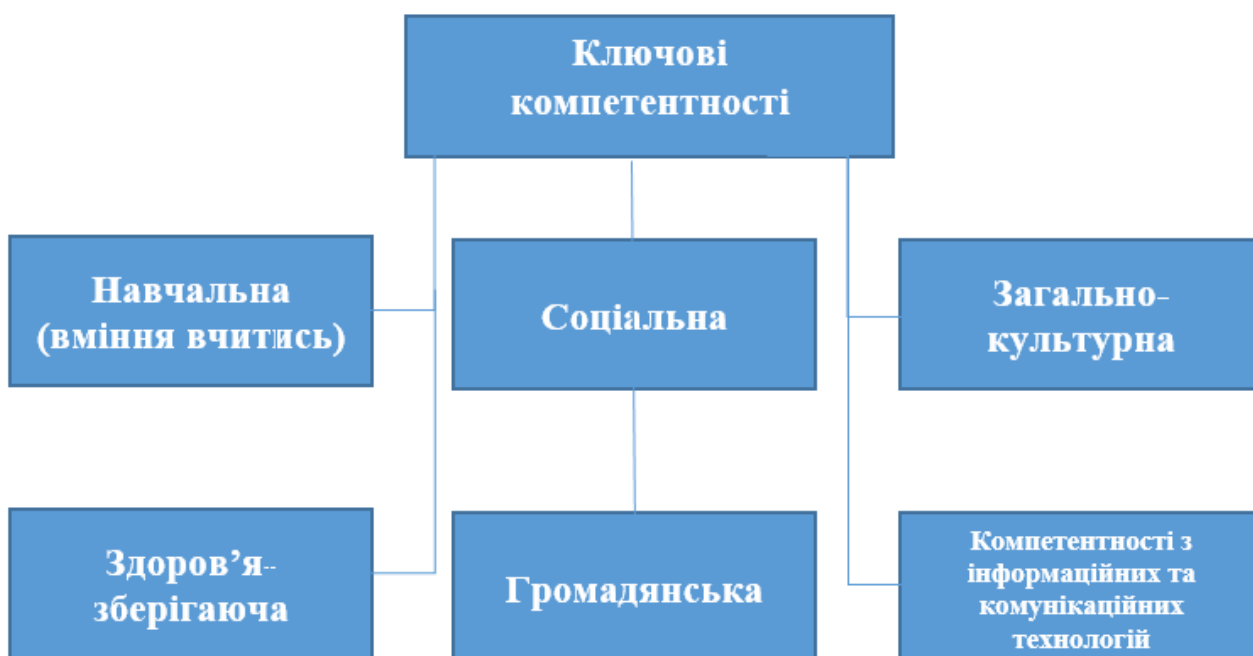 Ключові
компетентності
Навчальна
(вміння вчитись)
Соціальна
Загально-
культурна
Здоров’я--
зберігаюча
Громадянська
Компетентності з
інформаційних та
комунікаційних
технологій